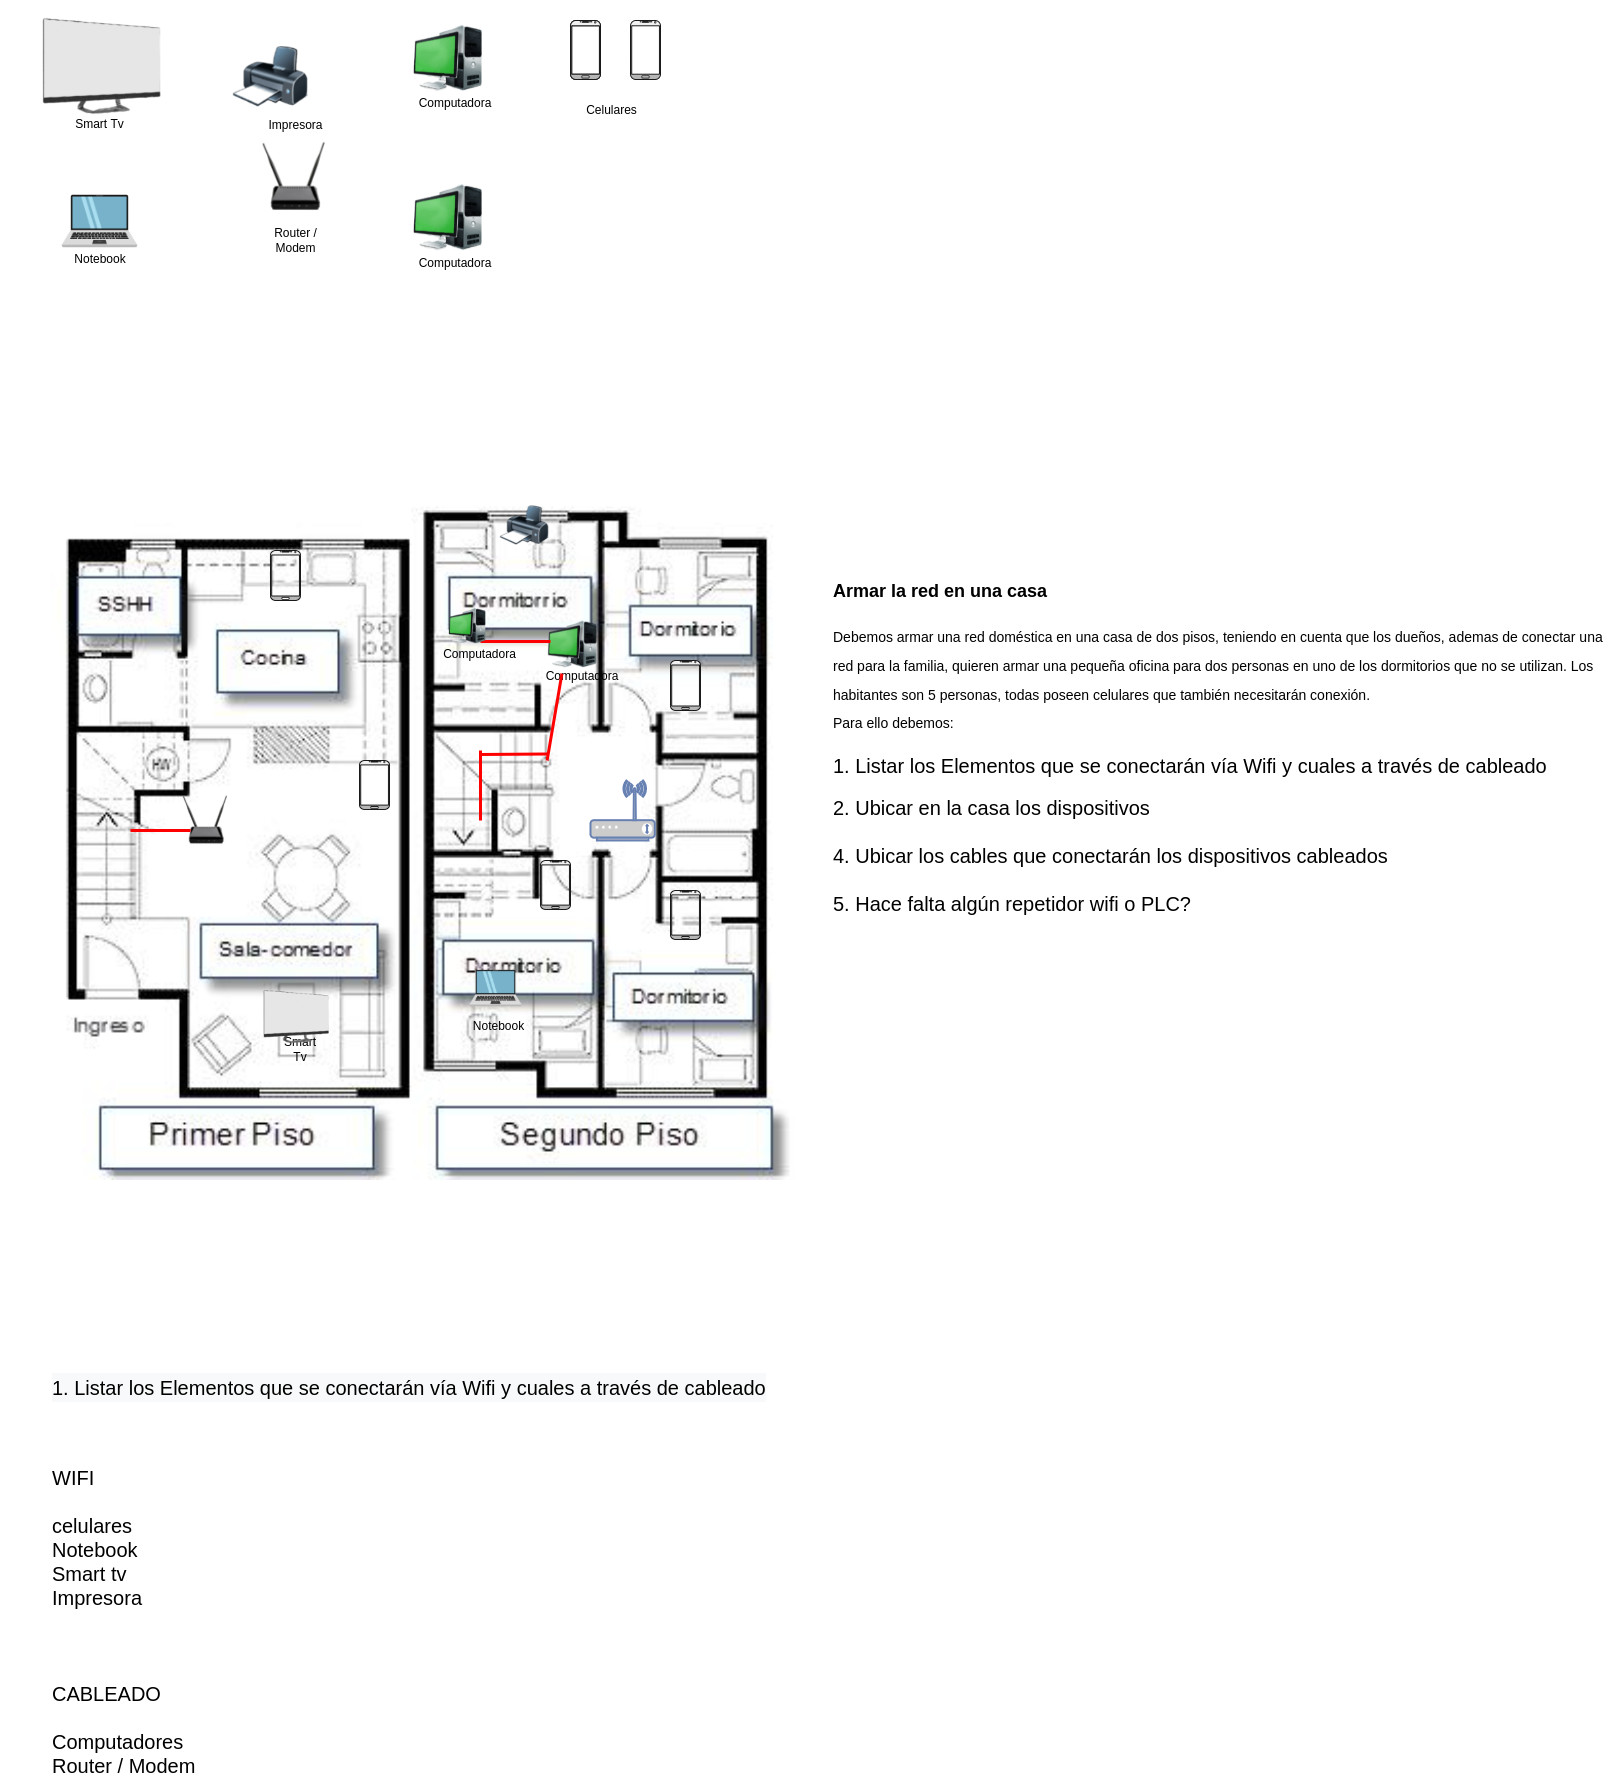 Smart Tv
Impresora
Computadora
Celulares
Notebook
Router /
Modem
Computadora
SSHH
Cocina
HW
Sala-comedor
Ingreso
Smart
Tv
Primer Piso
Dormitorrio
Computadora
Computadora
Dormitorio
Dormitorio
Notebook
Dormitorio
Segundo Piso
Armar la red en una casa
Debemos armar una red doméstica en una casa de dos pisos, teniendo en cuenta que los dueños, ademas de conectar una
red para la familia, quieren armar una pequeña oficina para dos personas en uno de los dormitorios que no se utilizan. Los
habitantes son 5 personas, todas poseen celulares que también necesitarán conexión.
Para ello debemos:
1. Listar los Elementos que se conectarán vía Wifi y cuales a través de cableado
2. Ubicar en la casa los dispositivos
4. Ubicar los cables que conectarán los dispositivos cableados
5. Hace falta algún repetidor wifi o PLC?
1. Listar los Elementos que se conectarán vía Wifi y cuales a través de cableado
WIFI
celulares
Notebook
Smart tv
Impresora
CABLEADO
Computadores
Router / Modem